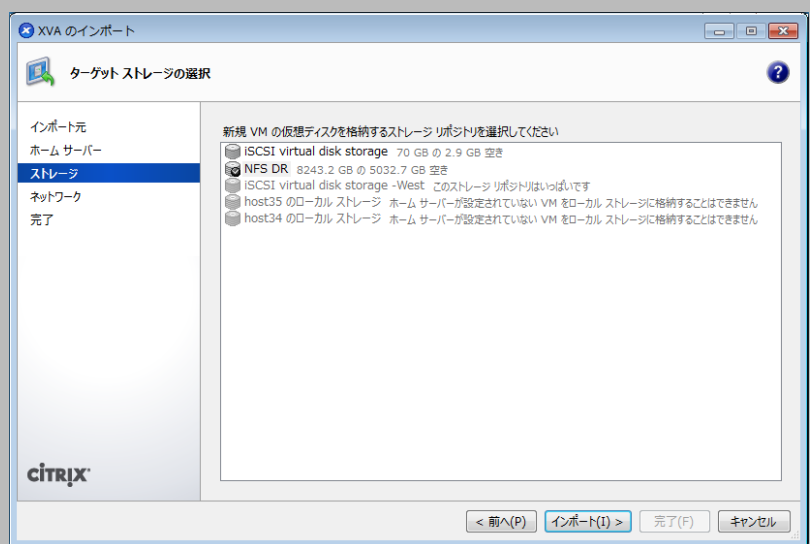 XVA のインポート
ターゲット ストレージの選択
インポート元
ホーム サーバー
ストレージ
ネットワーク
完了
新規 VM の仮想ディスクを格納するストレージ リポジトリを選択してください
iSCSI virtual disk storage 70 GB の 2.9 GB 空き
NFS DR 8243.2 GB の 5032.7 GB 空き
iSCSI virtual disk storage -West このストレージ リポジトリはいっぱいです
host35 のローカル ストレージ ホーム サーバーが設定されていない VM をローカル ストレージに格納することはできません
host34 のローカル ストレージ ホーム サーバーが設定されていない VM をローカル ストレージに格納することはできません
CITRIX
< 前へ(P) インポート(I) > 完了(F) キャンセル